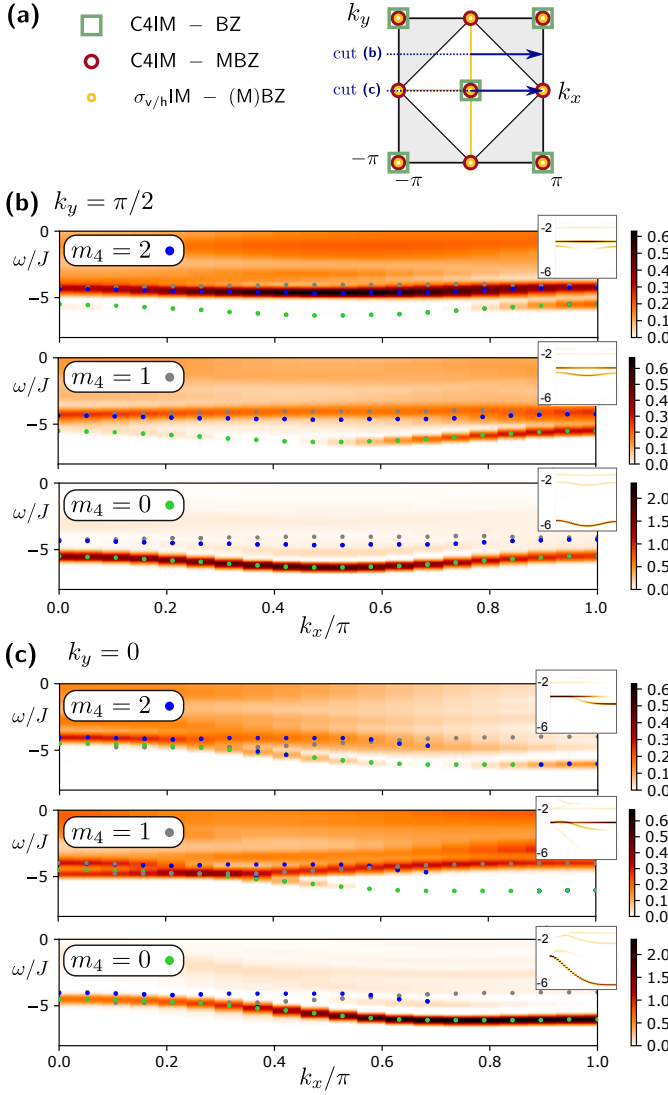 (a)
C4IM – BZ
C4IM – MBZ
σv/hIM – (M)BZ
ky
cut (b)
cut (c)
kx
−π
−π
π
(b) ky = π/2
ω/J
0
−5
m4 = 2
-2
-6
0.6
0.5
0.4
0.3
0.2
0.1
0.0
ω/J
0
−5
m4 = 1
-2
-6
0.6
0.5
0.4
0.3
0.2
0.1
0.0
ω/J
0
−5
m4 = 0
-2
-6
2.0
1.5
1.0
0.5
0.0
0.0 0.2 0.4 0.6 0.8 1.0
kx/π
(c) ky = 0
ω/J
0
−5
m4 = 2
-2
-6
0.6
0.5
0.4
0.3
0.2
0.1
0.0
ω/J
0
−5
m4 = 1
-2
-6
0.6
0.5
0.4
0.3
0.2
0.1
0.0
ω/J
0
−5
m4 = 0
-2
-6
2.0
1.5
1.0
0.5
0.0
0.0 0.2 0.4 0.6 0.8 1.0
kx/π